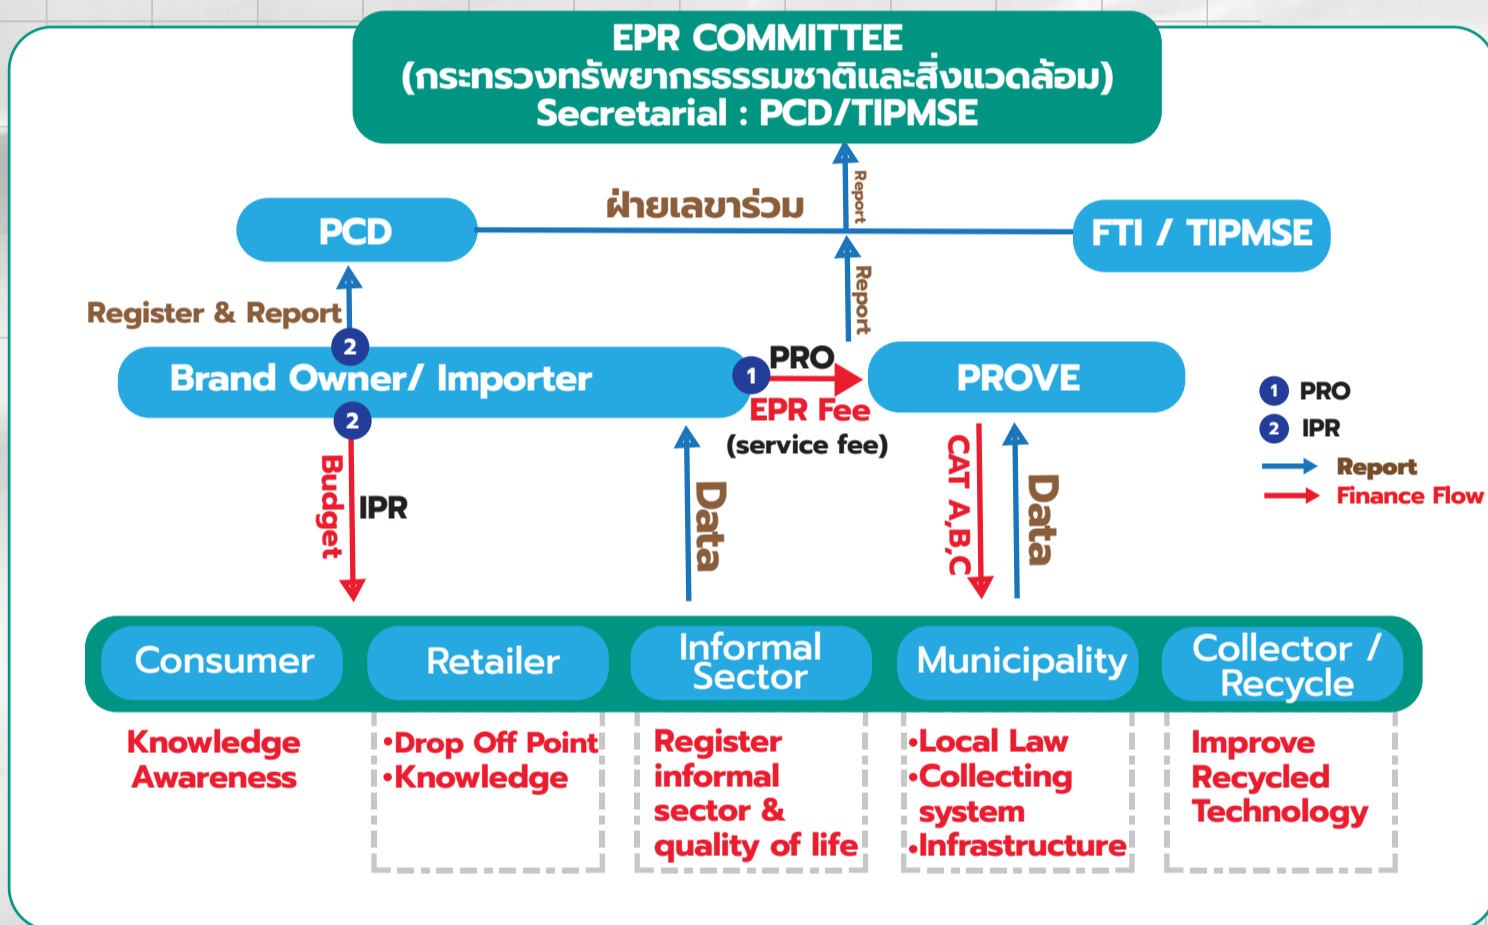 EPR COMMITTEE
(กระทรวงทรัพยากรธรรมชาติและสิ่งแวดล้อม)
Secretarial : PCD/TIPMSE
Report
ฝ่ายเลขาร่วม
PCD
FTI / TIPMSE
Report
Register & Report
2
Brand Owner/ Importer
1
PRO
EPR Fee
(service fee)
PROVE
2
Budget
IPR
Data
CAT A,B,C
Data
1 PRO
2 IPR
Report
Finance Flow
Consumer
Retailer
Informal
Sector
Municipality
Collector /
Recycle
Knowledge
Awareness
•Drop Off Point
•Knowledge
Register
informal
sector &
quality of life
•Local Law
•Collecting
system
•Infrastructure
Improve
Recycled
Technology